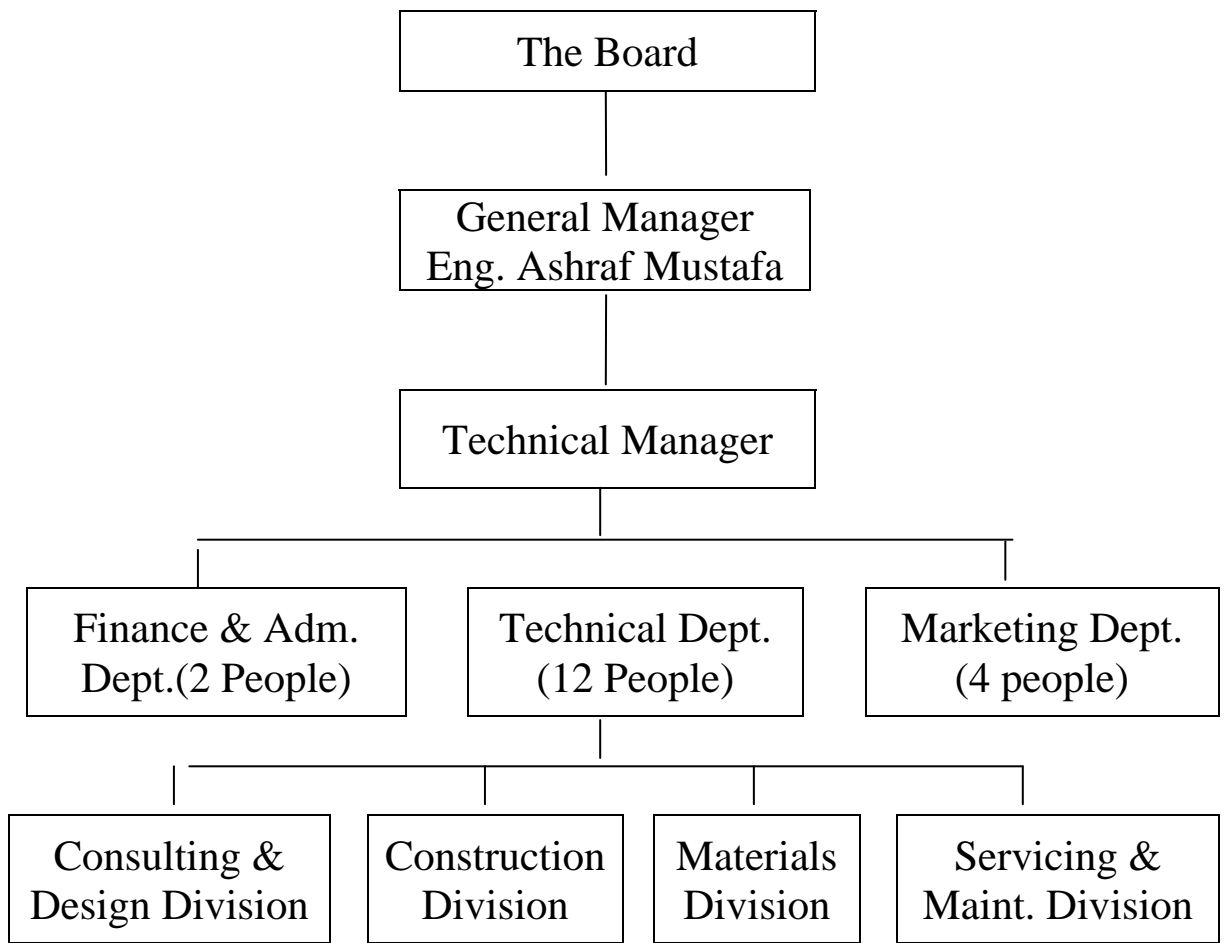 The Board
General Manager
Eng. Ashraf Mustafa
Technical Manager
Finance & Adm.
Dept.(2 People)
Technical Dept.
(12 People)
Marketing Dept.
(4 people)
Consulting &
Design Division
Construction
Division
Materials
Division
Servicing &
Maint. Division